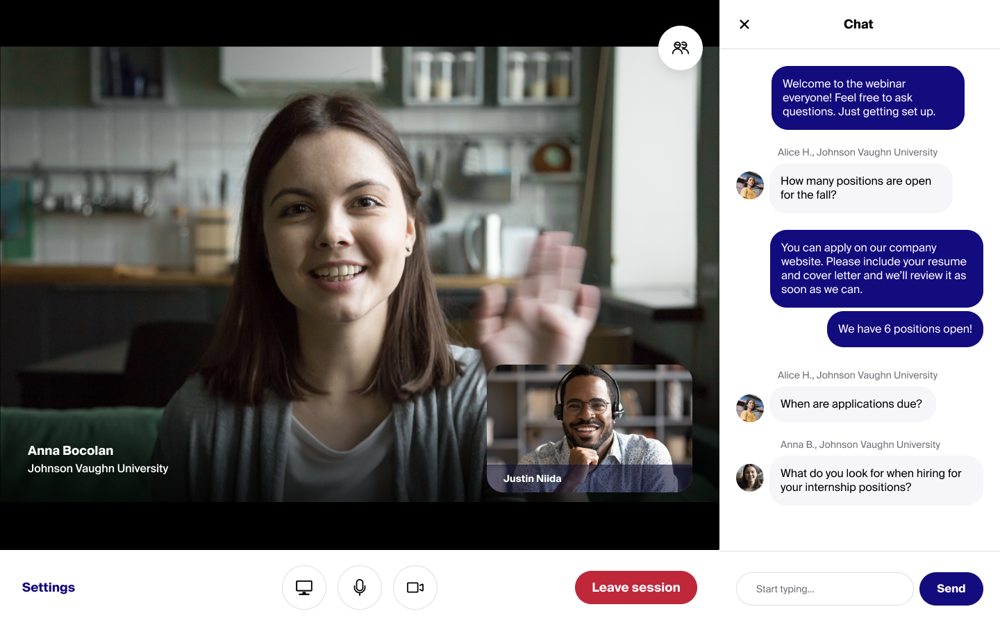 Anna Bocolan
Johnson Vaughn University
Justin Niida
Settings
Leave session
Chat
Welcome to the webinar
everyone! Feel free to ask
questions. Just getting set up.
Alice H., Johnson Vaughn University
How many positions are open
for the fall?
You can apply on our company
website. Please include your resume
and cover letter and we'll review it as
soon as we can.
We have 6 positions open!
Alice H., Johnson Vaughn University
When are applications due?
Anna B., Johnson Vaughn University
What do you look for when hiring for
your internship positions?
Start typing...
Send